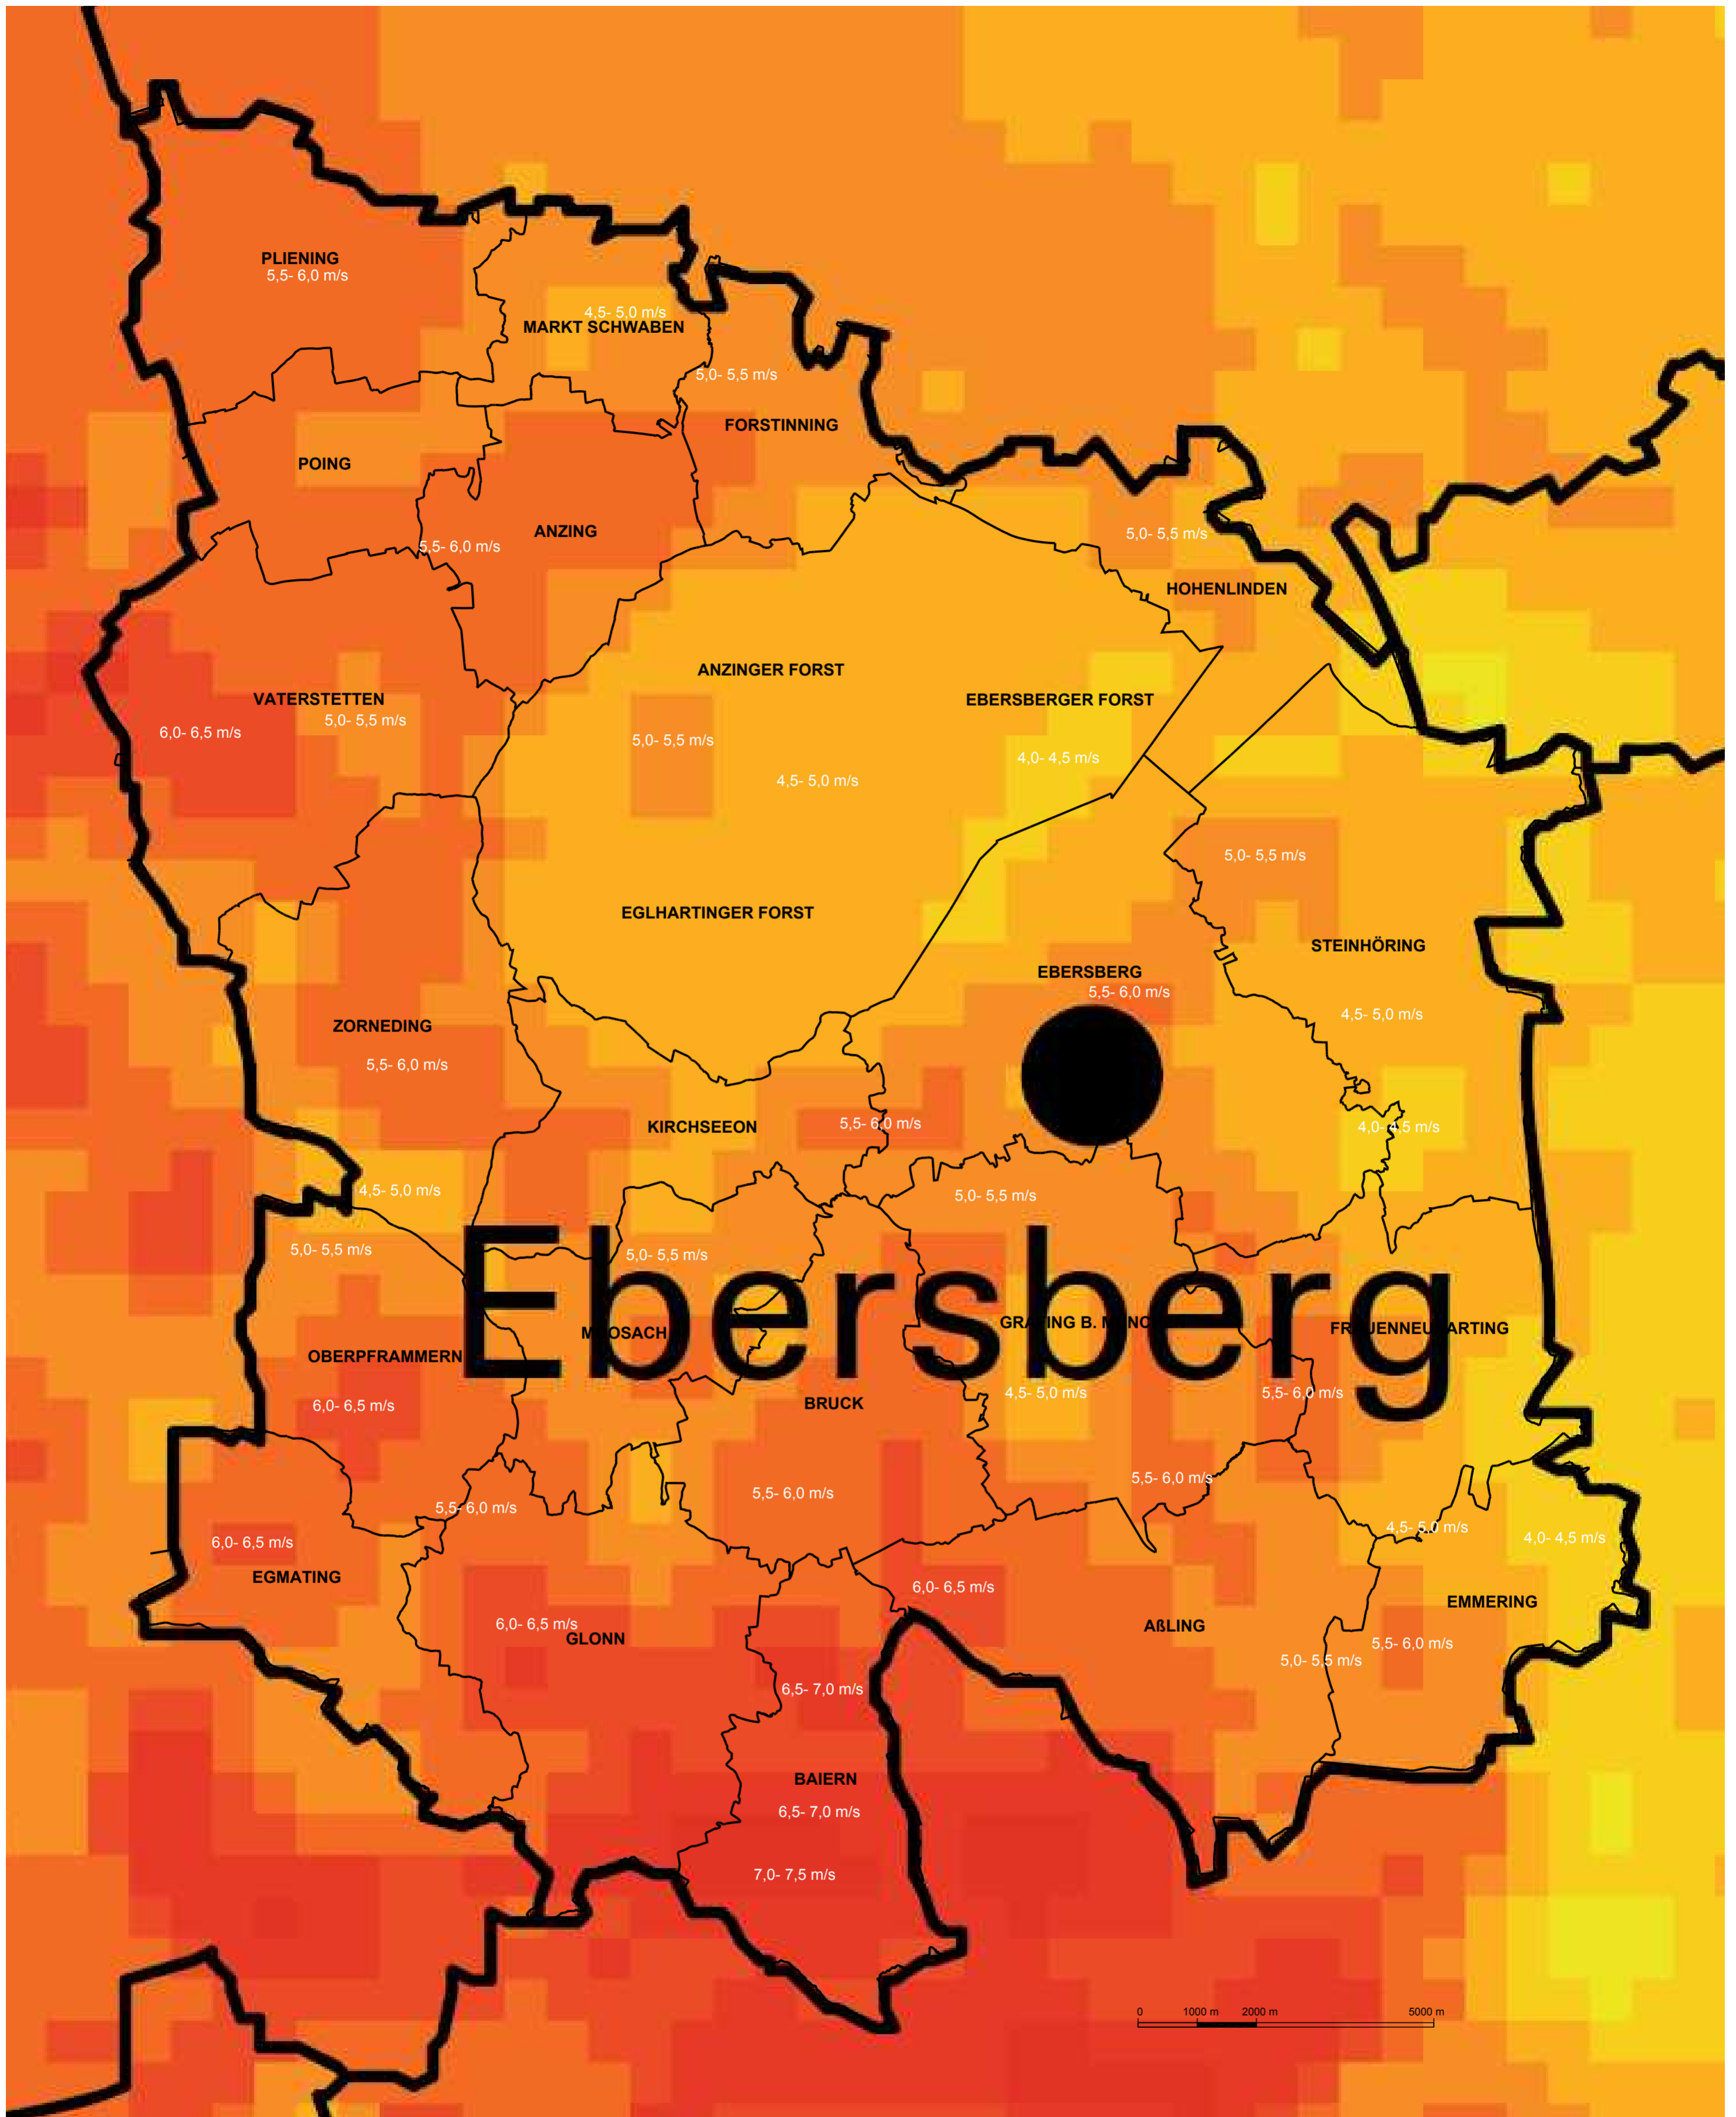 PLIENING
5,5- 6,0 m/s
4,5- 5,0 m/s
MARKT SCHWABEN
5,0- 5,5 m/s
FORSTINNING
POING
ANZING
5,5- 6,0 m/s
5,0- 5,5 m/s
HOHENLINDEN
ANZINGER FORST
EBERSBERGER FORST
VATERSTETTEN
5,0- 5,5 m/s
6,0- 6,5 m/s
5,0- 5,5 m/s
4,0- 4,5 m/s
4,5- 5,0 m/s
5,0- 5,5 m/s
EGLHARTINGER FORST
STEINHÖRING
EBERSBERG
5,5- 6,0 m/s
4,5- 5,0 m/s
ZORNEDING
5,5- 6,0 m/s
KIRCHSEEON
5,5- 6,0 m/s
4,0- 4,5 m/s
4,5- 5,0 m/s
5,0- 5,5 m/s
5,0- 5,5 m/s
5,0- 5,5 m/s
Ebersberg
OBERPFRAMMERN
6,0- 6,5 m/s
BRUCK
4,5- 5,0 m/s
5,5- 6,0 m/s
5,5- 6,0 m/s
5,5- 6,0 m/s
5,5- 6,0 m/s
4,5- 5,0 m/s
4,0- 4,5 m/s
6,0- 6,5 m/s
EGMATING
6,0- 6,5 m/s
EMMERING
6,0- 6,5 m/s
GLONN
AßLING
5,5- 6,0 m/s
5,0- 5,5 m/s
6,5- 7,0 m/s
BAIERN
6,5- 7,0 m/s
7,0- 7,5 m/s
0 1000 m 2000 m 5000 m